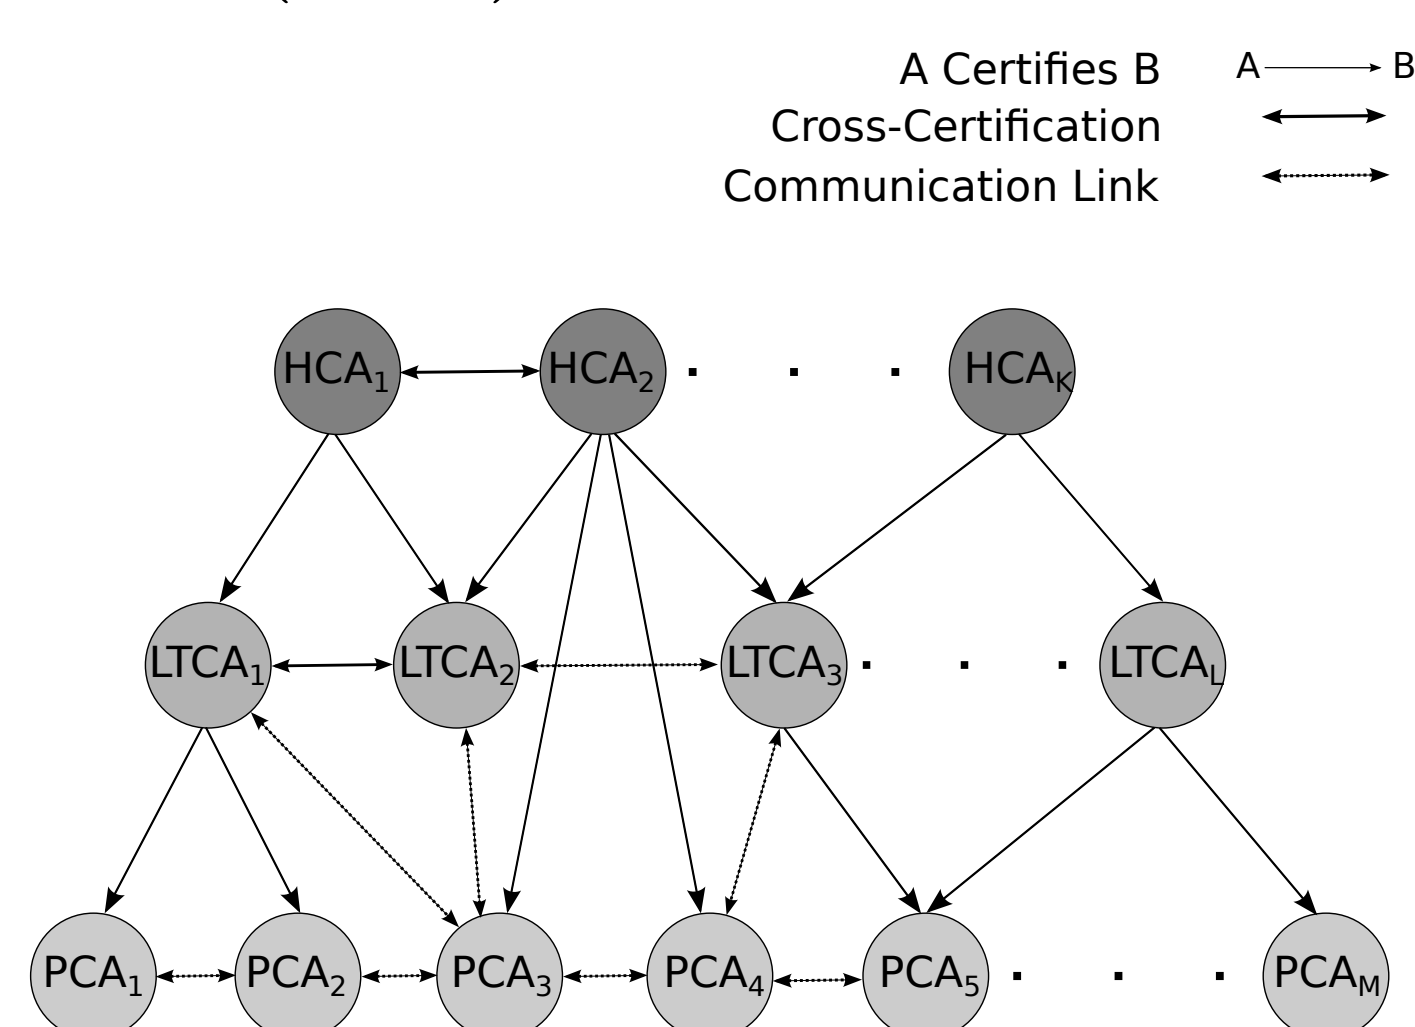 A Certifies B A B
Cross-Certification
Communication Link
HCA1 HCA2 . . . HCAK
LTCA1 LTCA2 LTCA3 . . . LTCAL
PCA1 PCA2 PCA3 PCA4 PCA5 . . . PCAM